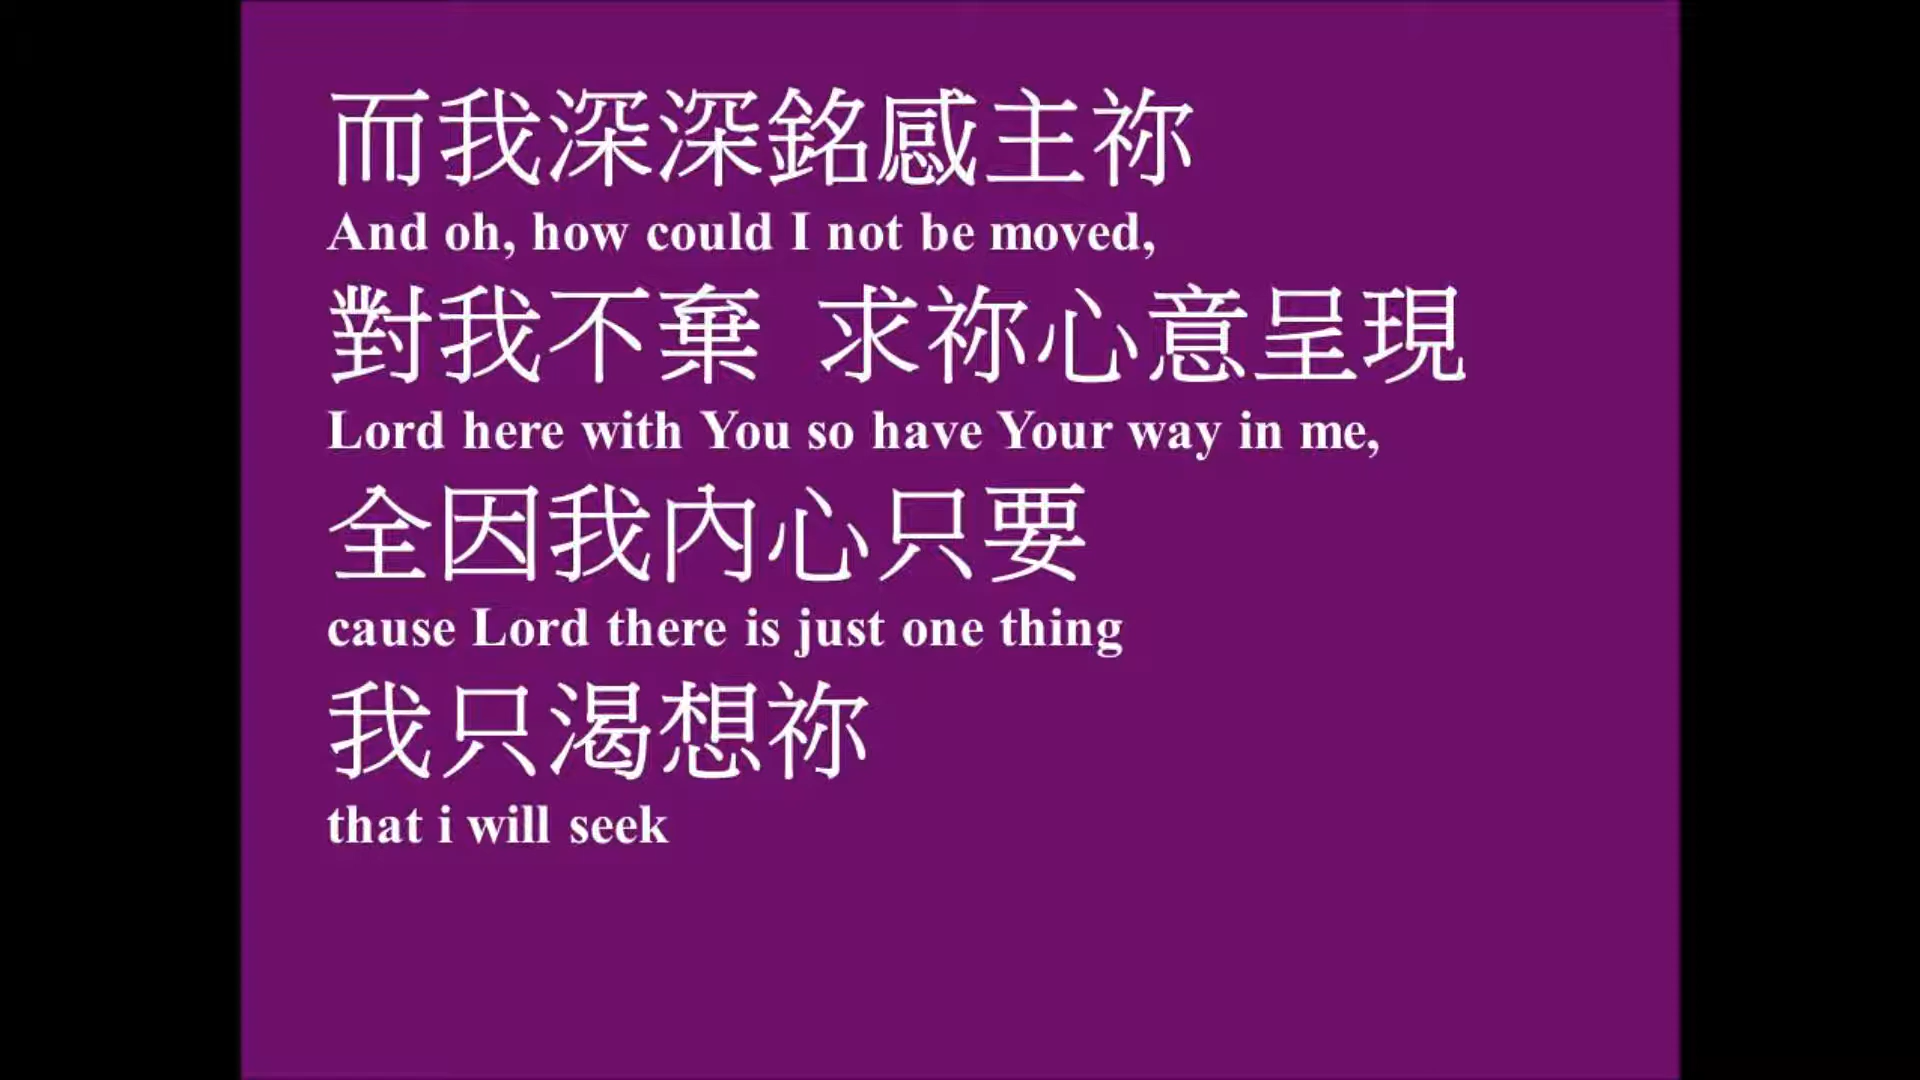 而我深深銘感主祢
And oh, how could I not be moved,
對我不棄 求祢心意呈現
Lord here with You so have Your way in me,
全因我內心只要
cause Lord there is just one thing
我只渴想祢
that i will seek